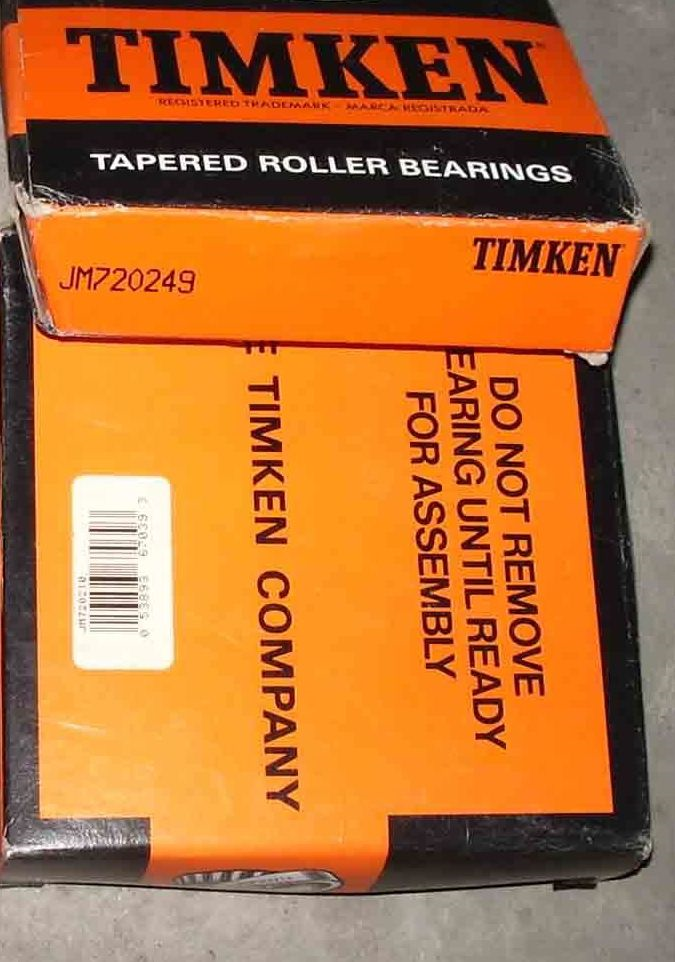 TIMKEN
REGISTERED TRADEMARK - MARCA REGISTRADA
TAPERED ROLLER BEARINGS
JM720249
TIMKEN
DO NOT REMOVE
EARING UNTIL READY
FOR ASSEMBLY
E TIMKEN COMPANY
JM720210